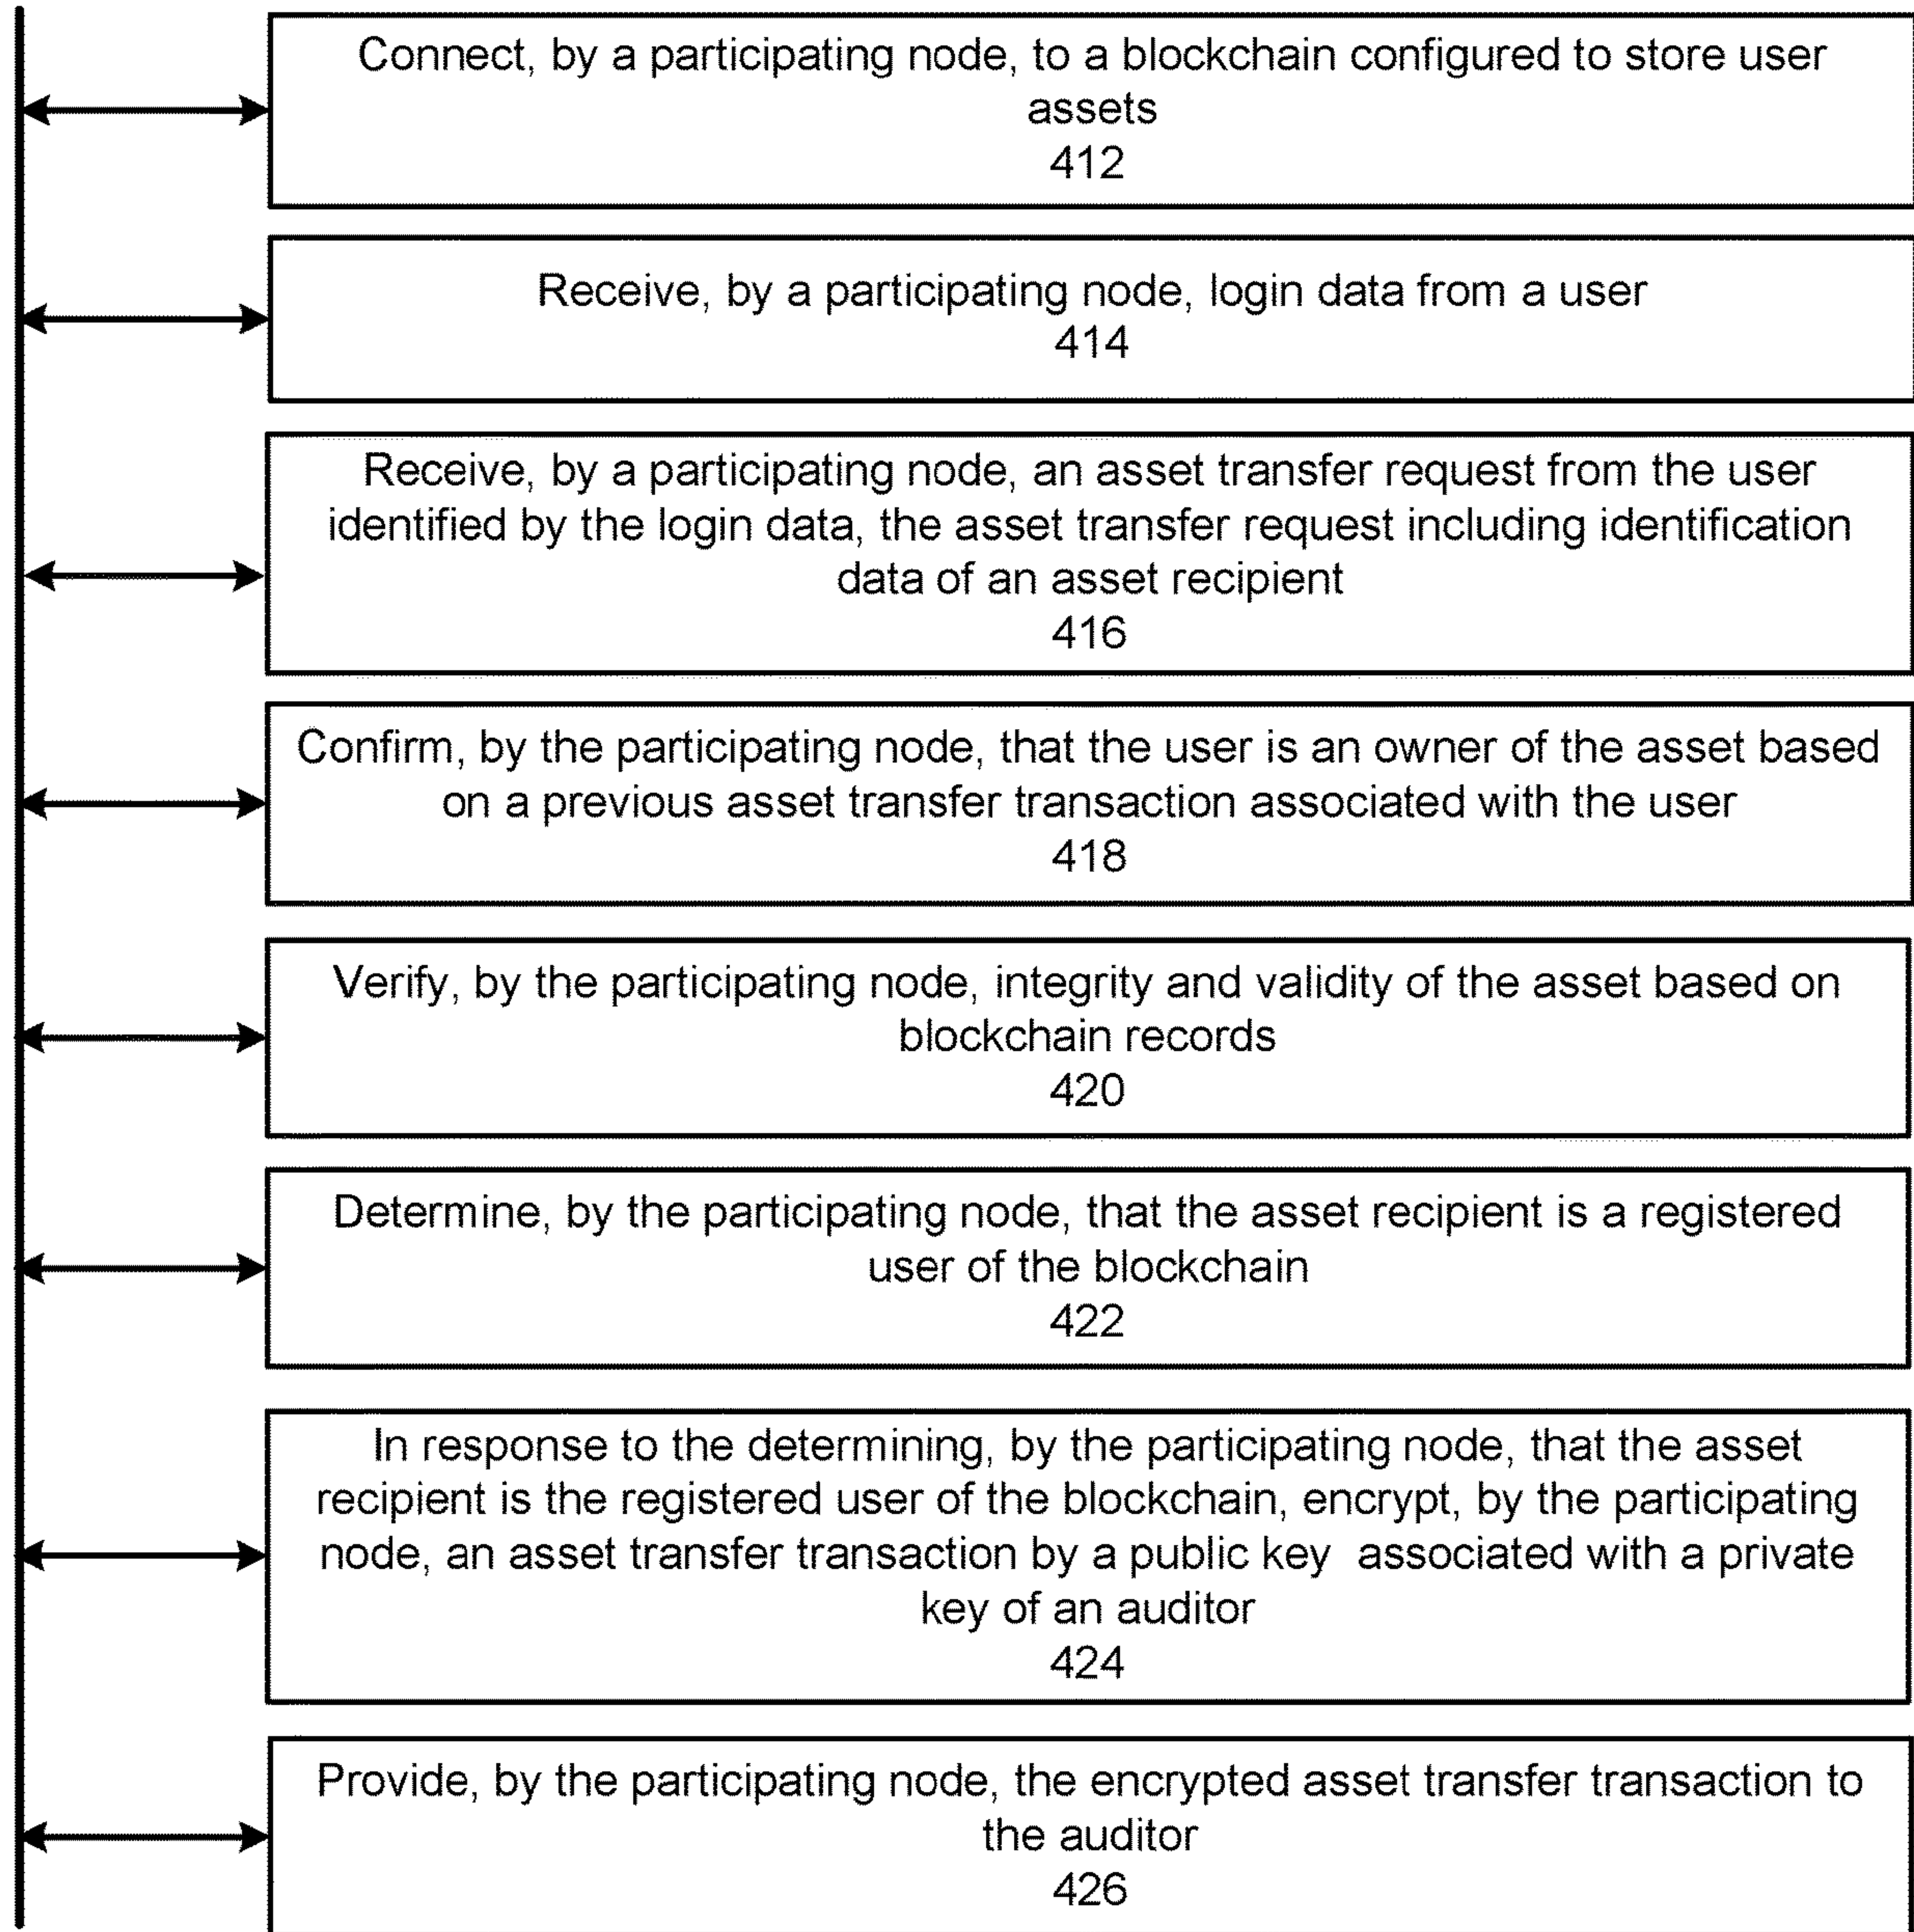 Connect, by a participating node, to a blockchain configured to store user
assets
412
Receive, by a participating node, login data from a user
414
Receive, by a participating node, an asset transfer request from the user
identified by the login data, the asset transfer request including identification
data of an asset recipient
416
Confirm, by the participating node, that the user is an owner of the asset based
on a previous asset transfer transaction associated with the user
418
Verify, by the participating node, integrity and validity of the asset based on
blockchain records
420
Determine, by the participating node, that the asset recipient is a registered
user of the blockchain
422
In response to the determining, by the participating node, that the asset
recipient is the registered user of the blockchain, encrypt, by the participating
node, an asset transfer transaction by a public key associated with a private
key of an auditor
424
Provide, by the participating node, the encrypted asset transfer transaction to
the auditor
426